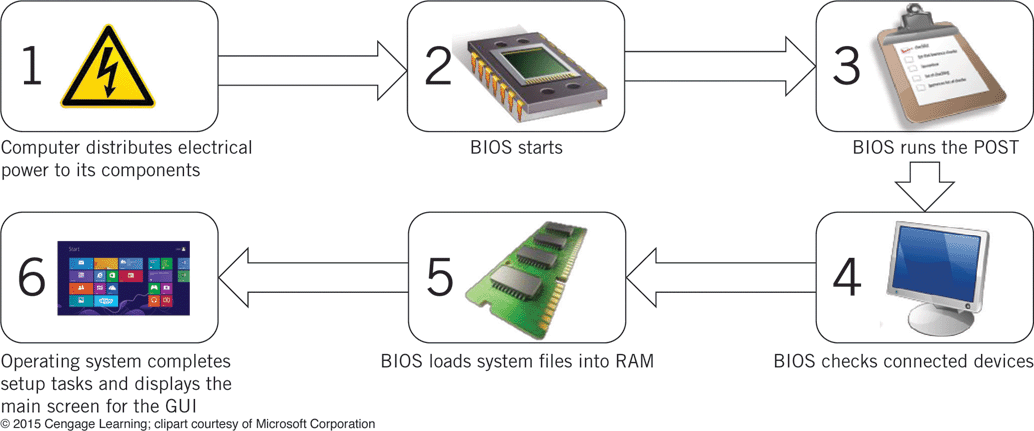 1
2
3
Computer distributes electrical
power to its components
BIOS starts
BIOS runs the POST
6
Start
5
4
Operating system completes
setup tasks and displays the
main screen for the GUI
BIOS loads system files into RAM
BIOS checks connected devices
© 2015 Cengage Learning; clipart courtesy of Microsoft Corporation